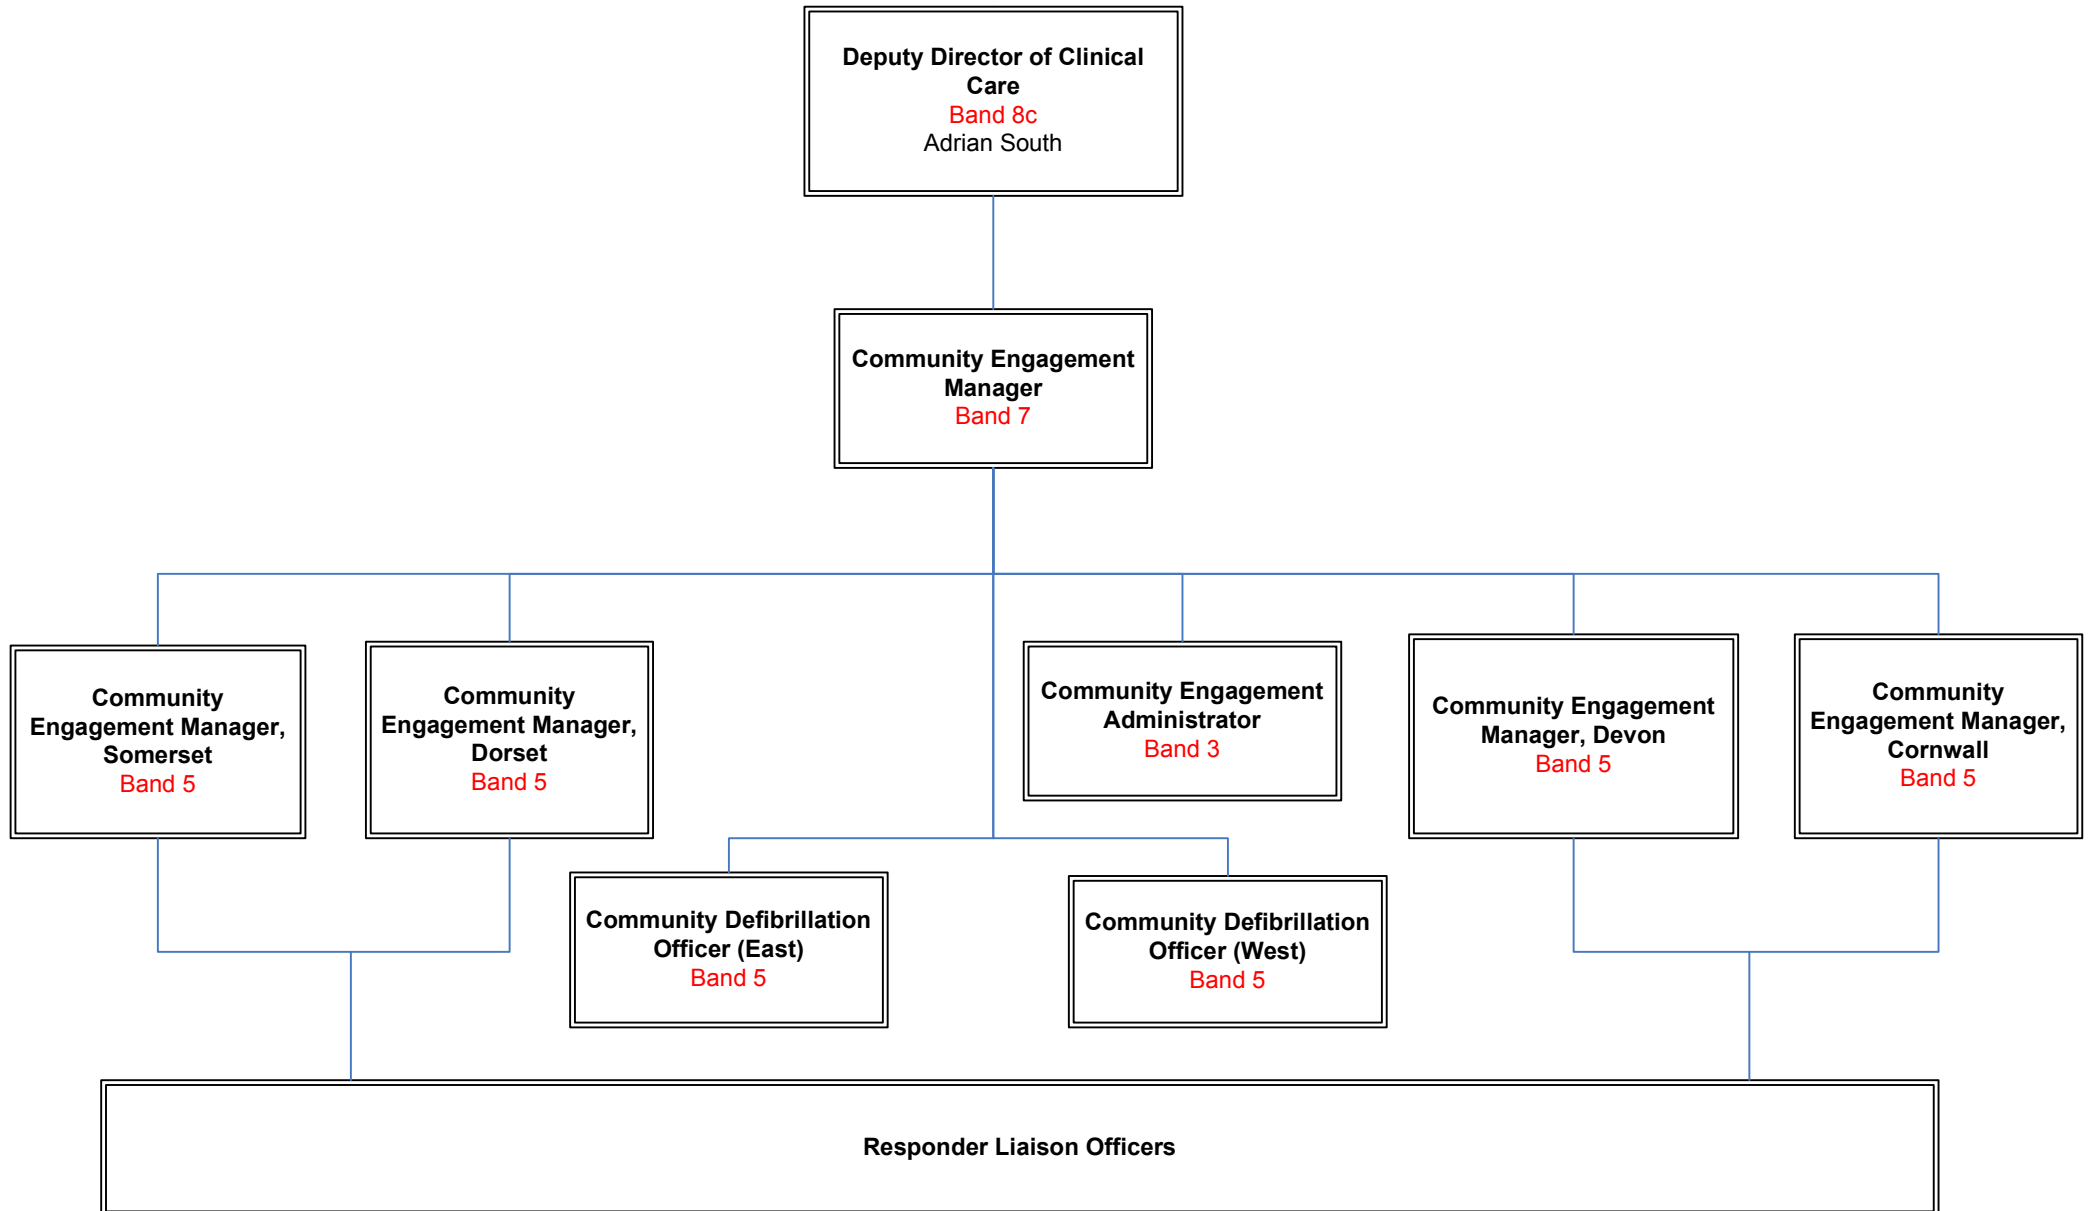 Deputy Director of Clinical
Care
Band 8c
Adrian South
Community Engagement
Manager
Band 7
Community
Engagement Manager,
Somerset
Band 5
Community
Engagement Manager,
Dorset
Band 5
Community Engagement
Administrator
Band 3
Community Engagement
Manager, Devon
Band 5
Community
Engagement Manager,
Cornwall
Band 5
Community Defibrillation
Officer (East)
Band 5
Community Defibrillation
Officer (West)
Band 5
Responder Liaison Officers